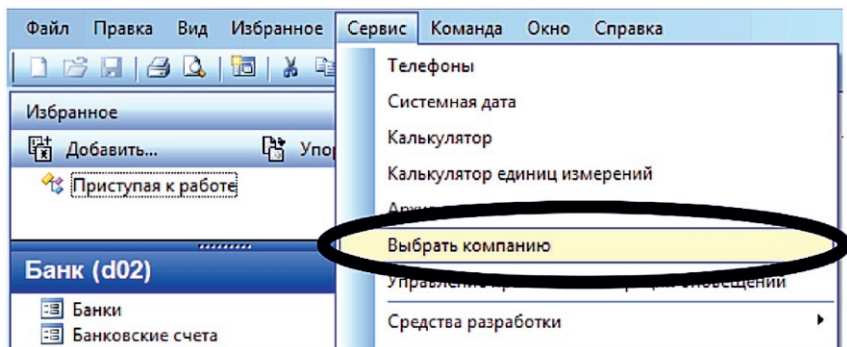 Файл Правка Вид Избранное Сервис Команда Окно Справка
Телефоны
Системная дата
Избранное
Калькулятор
Добавить...
Калькулятор единиц измерений
Приступая к работе
Выбрать компанию
Банк (d02)
Банки
Средства разработки
Банковские счета